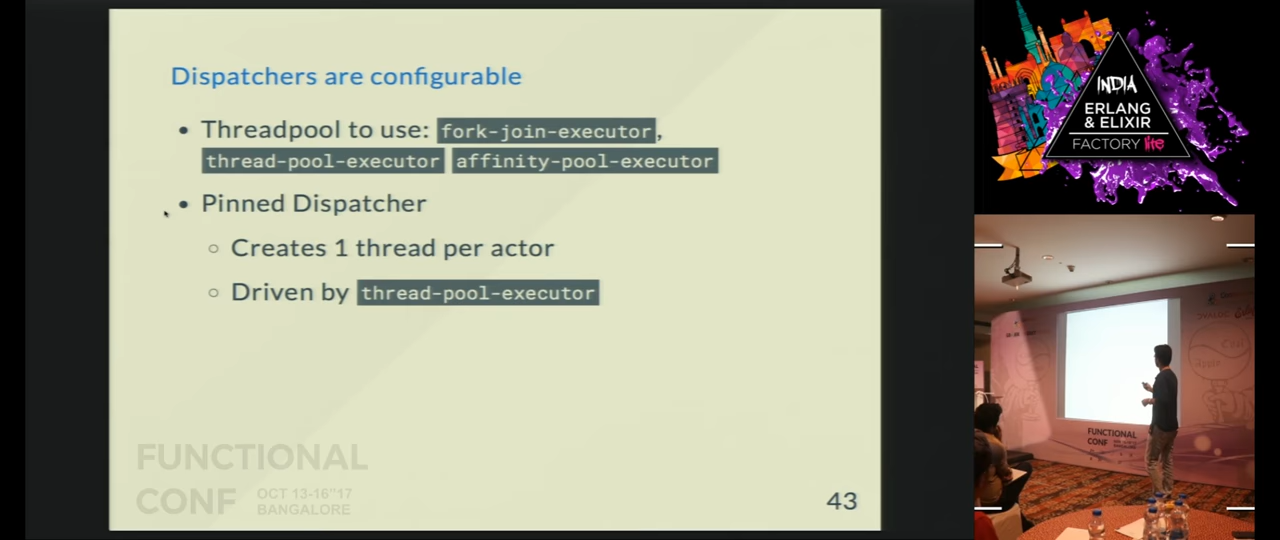 Dispatchers are configurable
• Threadpool to use: fork-join-executor,
thread-pool-executor affinity-pool-executor
• Pinned Dispatcher
○ Creates 1 thread per actor
○ Driven by thread-pool-executor
FUNCTIONAL
CONF OCT 13-16"17
BANGALORE
43
INDIA
ERLANG
& ELIXIR
FACTORY lite
FUNCTIONAL
CONF